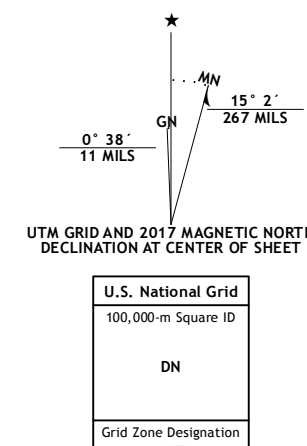 ★
MN
GN
15° 2´
267 MILS
0° 38´
11 MILS
UTM GRID AND 2017 MAGNETIC NORTH
DECLINATION AT CENTER OF SHEET
U.S. National Grid
100,000-m Square ID
DN
Grid Zone Designation